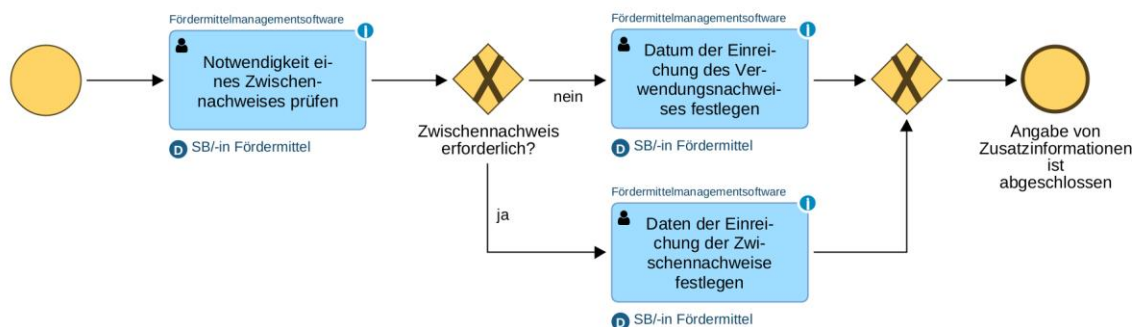 Fördermittelmanagementsoftware
Notwendigkeit ei-
nes Zwischen-
nachweises prüfen
D SB/-in Fördermittel
Zwischennachweis
erforderlich?
nein
ja
Fördermittelmanagementsoftware
Datum der Einrei-
chung des Ver-
wendungsnachwei-
ses festlegen
D SB/-in Fördermittel
Fördermittelmanagementsoftware
Daten der Einrei-
chung der Zwi-
schennachweise
festlegen
D SB/-in Fördermittel
Angabe von
Zusatzinformationen
ist
abgeschlossen